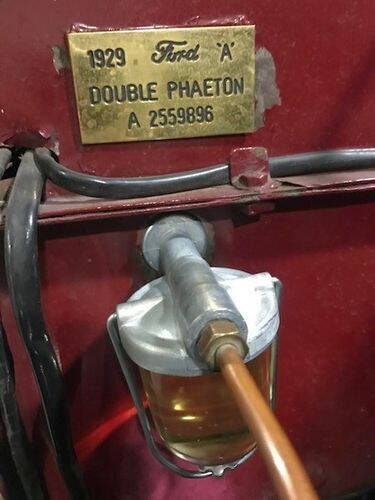 1929 Ford 'A'
DOUBLE PHAETON
A 2559896